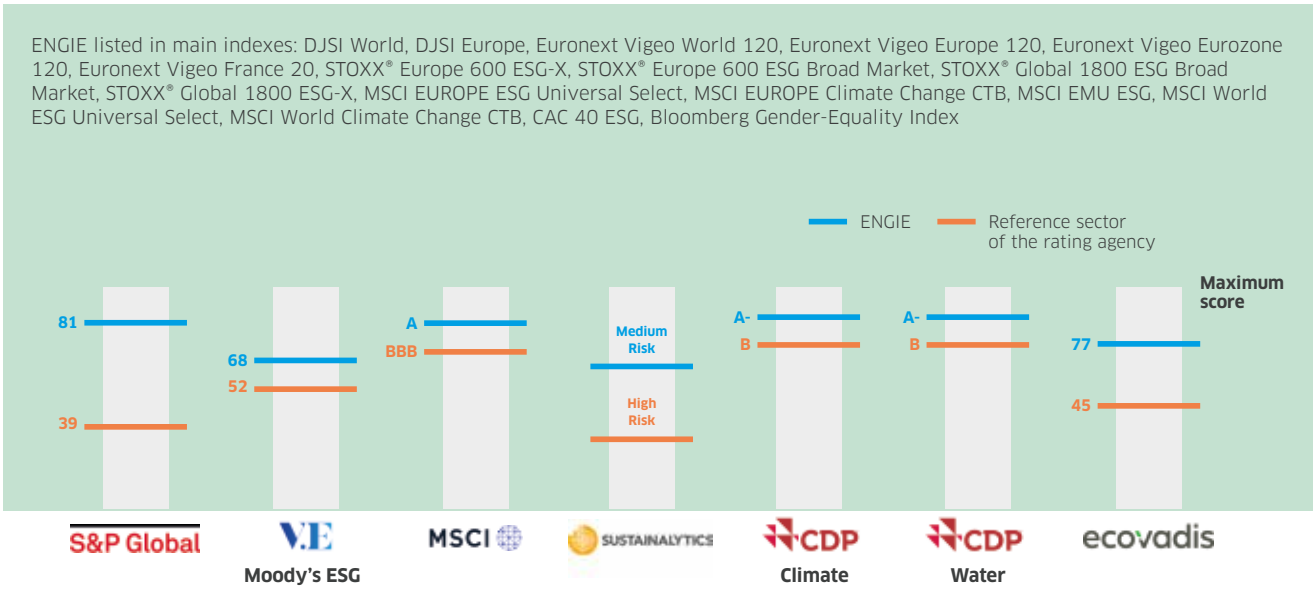 ENGIE listed in main indexes: DJSI World, DJSI Europe, Euronext Vigeo World 120, Euronext Vigeo Europe 120, Euronext Vigeo Eurozone
120, Euronext Vigeo France 20, STOXX® Europe 600 ESG-X, STOXX® Europe 600 ESG Broad Market, STOXX® Global 1800 ESG Broad
Market, STOXX® Global 1800 ESG-X, MSCI EUROPE ESG Universal Select, MSCI EUROPE Climate Change CTB, MSCI EMU ESG, MSCI World
ESG Universal Select, MSCI World Climate Change CTB, CAC 40 ESG, Bloomberg Gender-Equality Index
ENGIE
Reference sector
of the rating agency
Maximum
score
81
39
68
52
A
BBB
Medium
Risk
High
Risk
A-
B
A-
B
77
45
S&P Global
V.E
Moody's ESG
MSCI
SUSTAINALYTICS
CDP
Climate
CDP
Water
ecovadis